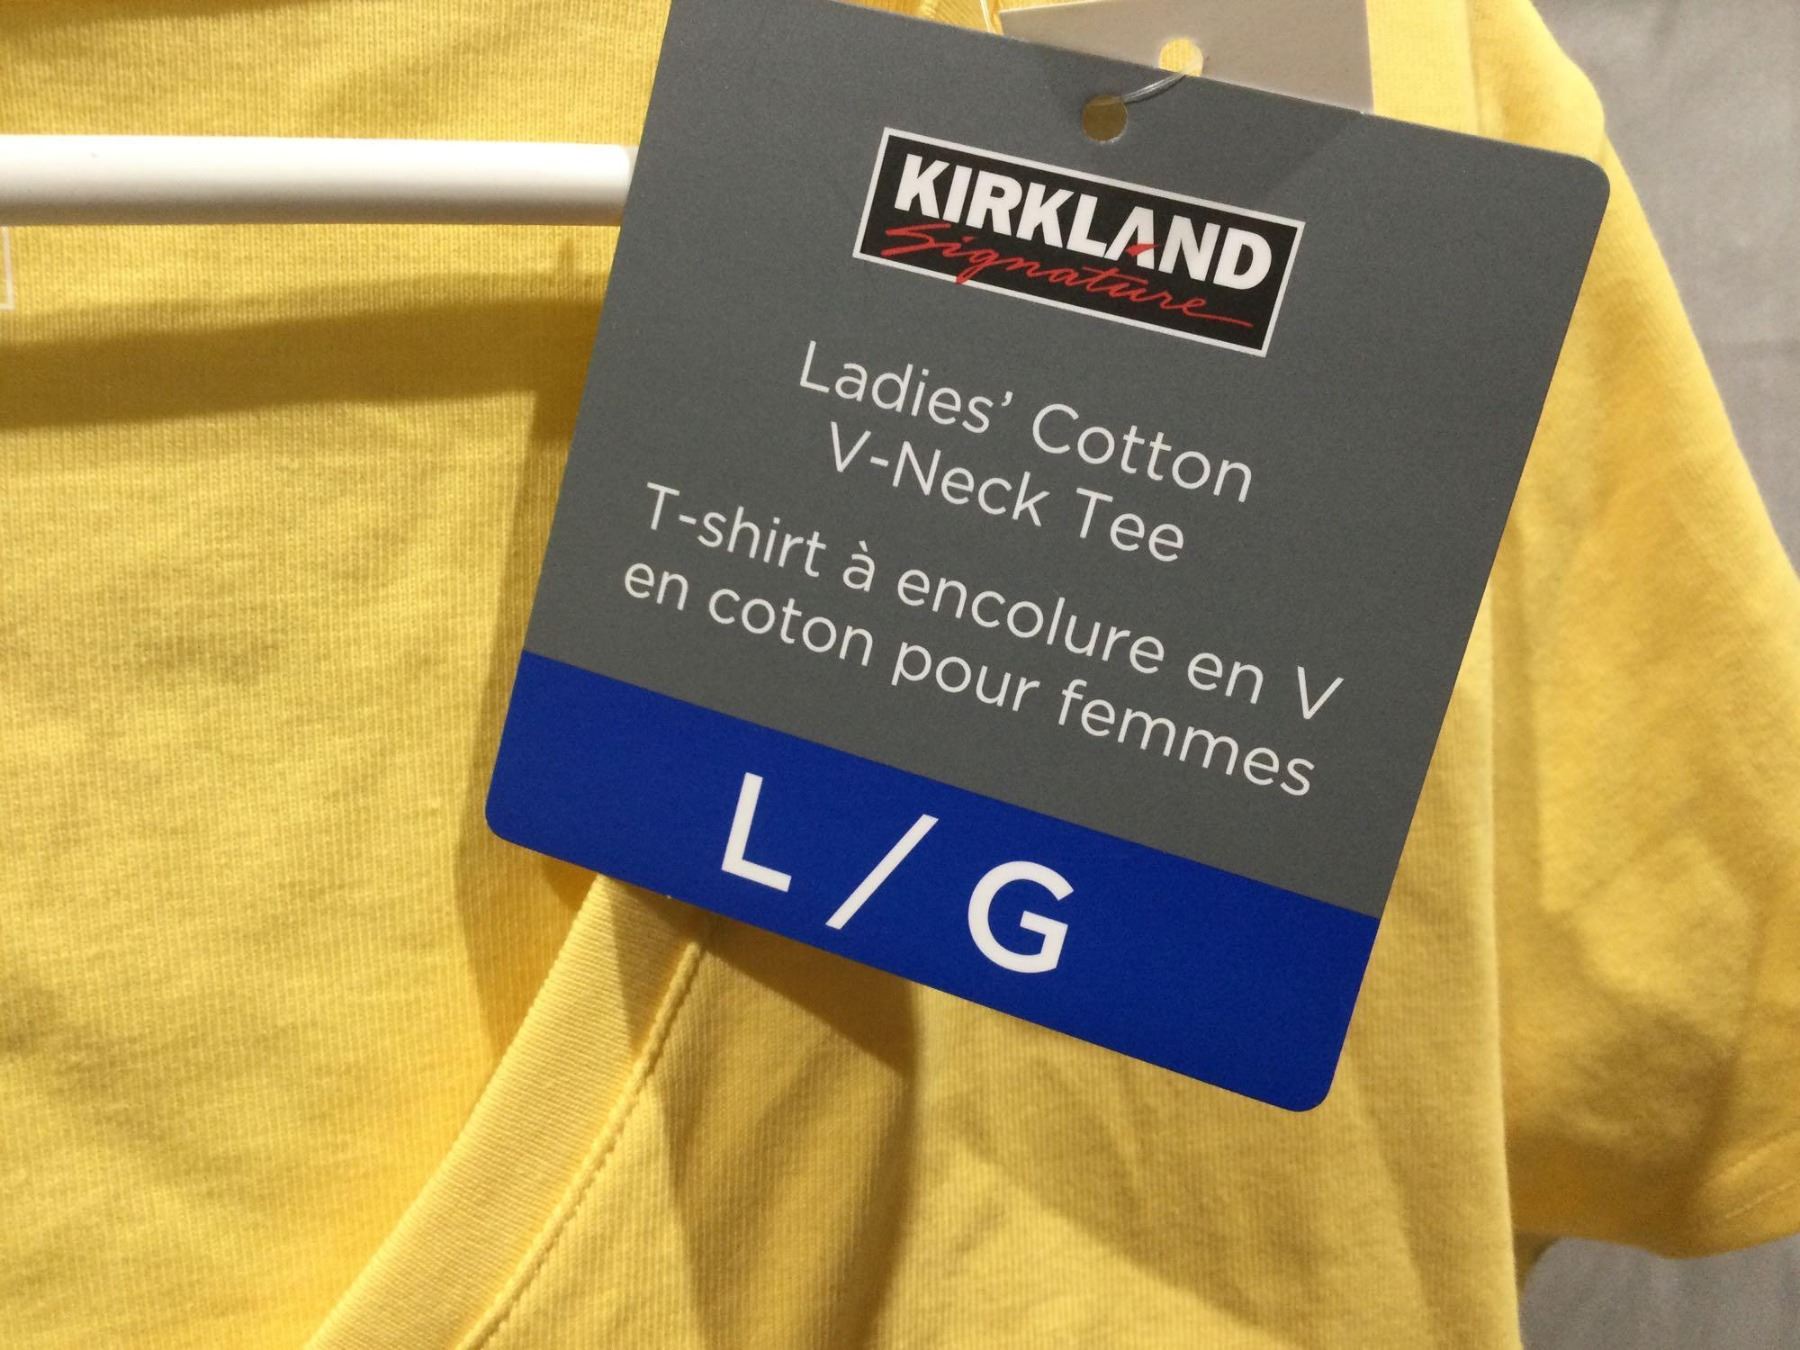 KIRKLAND
Signature
Ladies’ Cotton
V-Neck Tee
T-shirt à encolure en V
en coton pour femmes
L / G